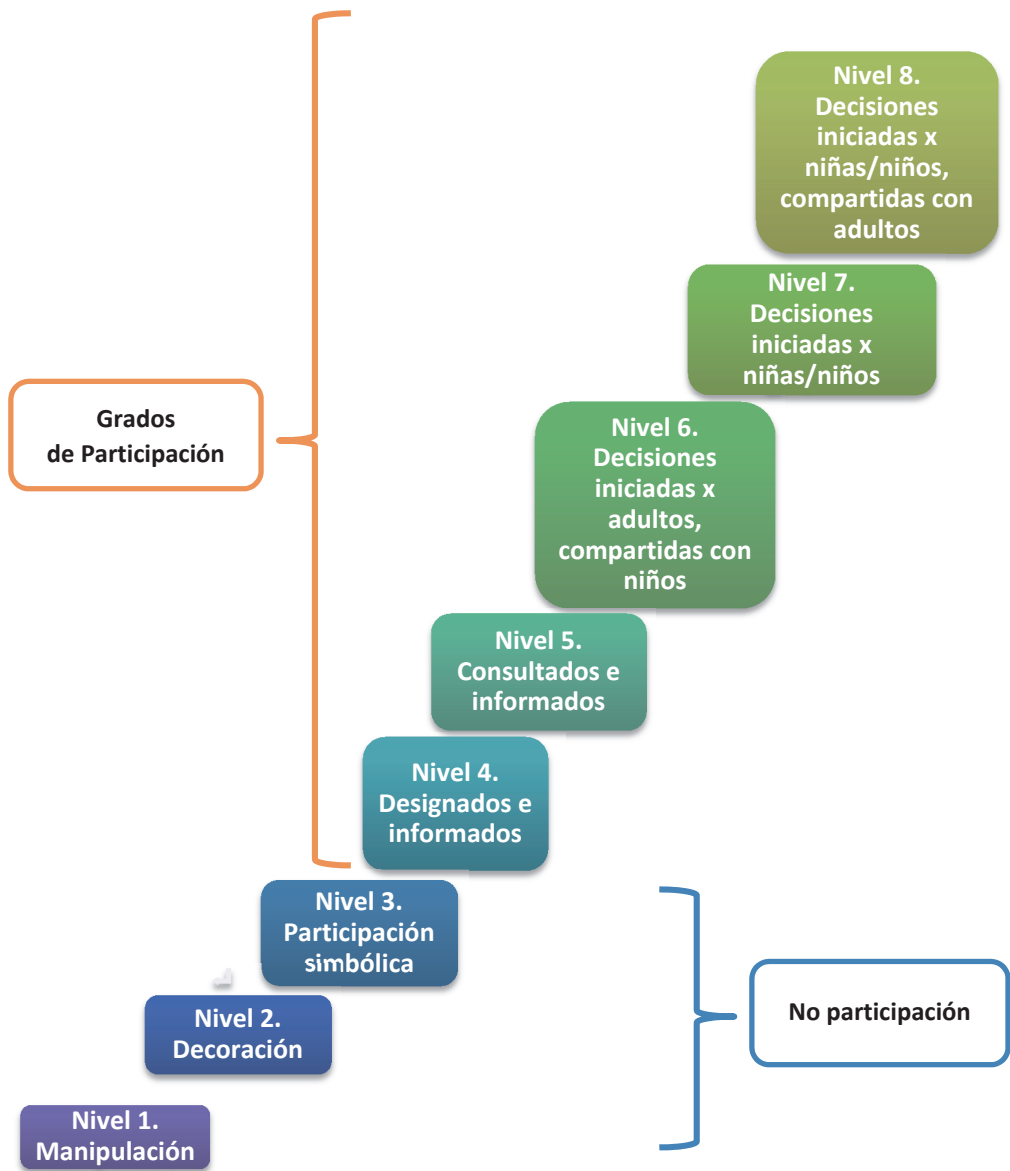 Nivel 8.
Decisiones
iniciadas x
niñas/niños,
compartidas con
adultos
Nivel 7.
Decisiones
iniciadas x
niñas/niños
Grados
de Participación
Nivel 6.
Decisiones
iniciadas x
adultos,
compartidas con
niños
Nivel 5.
Consultados e
informados
Nivel 4.
Designados e
informados
Nivel 3.
Participación
simbólica
Nivel 2.
Decoración
No participación
Nivel 1.
Manipulación